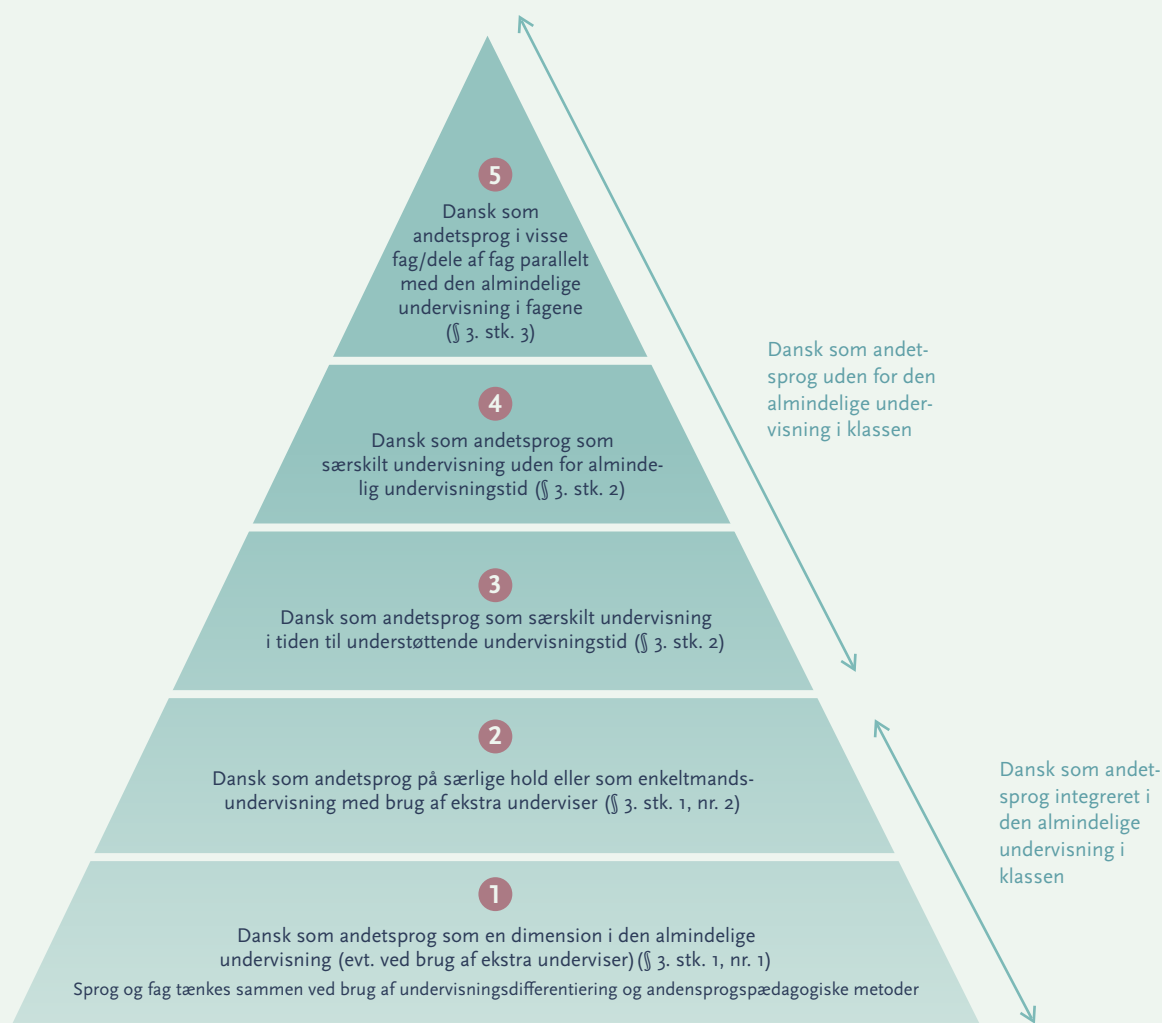 5
Dansk som
andetsprog i visse
fag/dele af fag parallelt
med den almindelige
undervisning i fagene
(§ 3. stk. 3)
4
Dansk som andetsprog som
særskilt undervisning uden for alminde-
lig undervisningstid (§ 3. stk. 2)
3
Dansk som andetsprog som særskilt undervisning
i tiden til understøttende undervisningstid (§ 3. stk. 2)
2
Dansk som andetsprog på særlige hold eller som enkeltmands-
undervisning med brug af ekstra underviser (§ 3. stk. 1, nr. 2)
1
Dansk som andetsprog som en dimension i den almindelige
undervisning (evt. ved brug af ekstra underviser) (§ 3. stk. 1, nr. 1)
Sprog og fag tænkes sammen ved brug af undervisningsdifferentiering og andensprogspædagogiske metoder
Dansk som andet-
sprog uden for den
almindelige under-
visning i klassen
Dansk som andet-
sprog integreret i
den almindelige
undervisning i
klassen